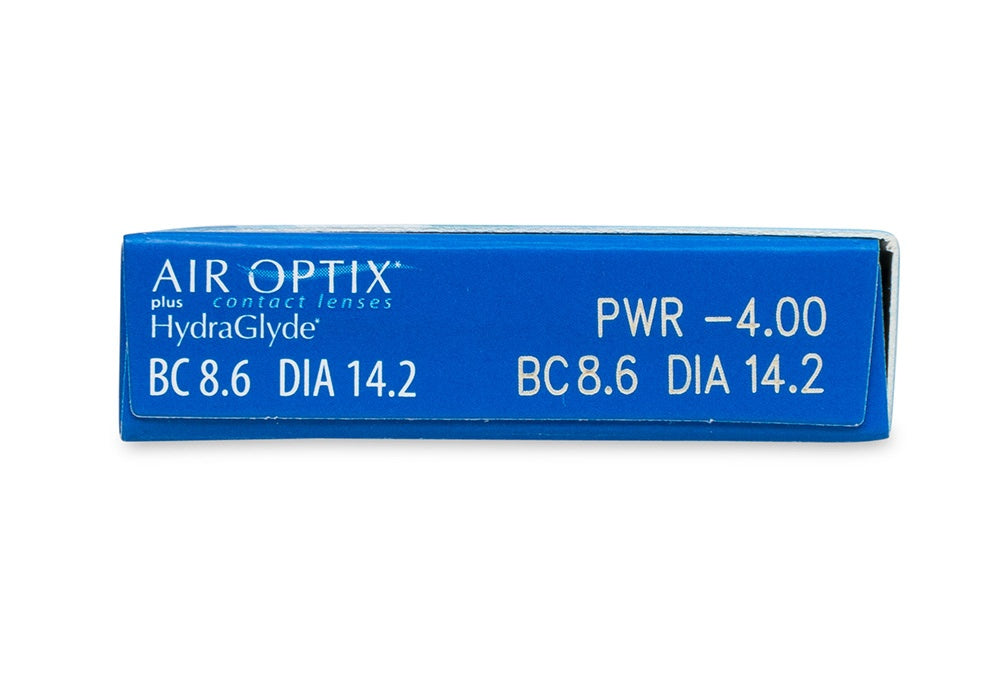 AIR OPTIX*
plus contact lenses
HydraGlyde*
BC 8.6 DIA 14.2
PWR -4.00
BC 8.6 DIA 14.2